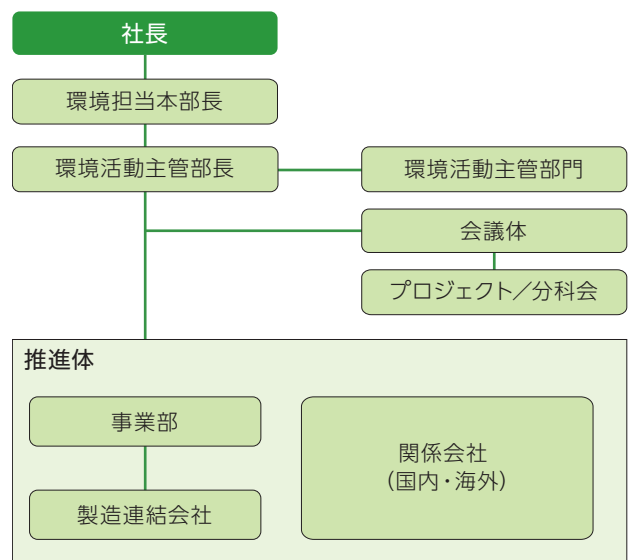 社長
環境担当本部長
環境活動主管部長
環境活動主管部門
会議体
プロジェクト／分科会
推進体
事業部
製造連結会社
関係会社
（国内・海外）